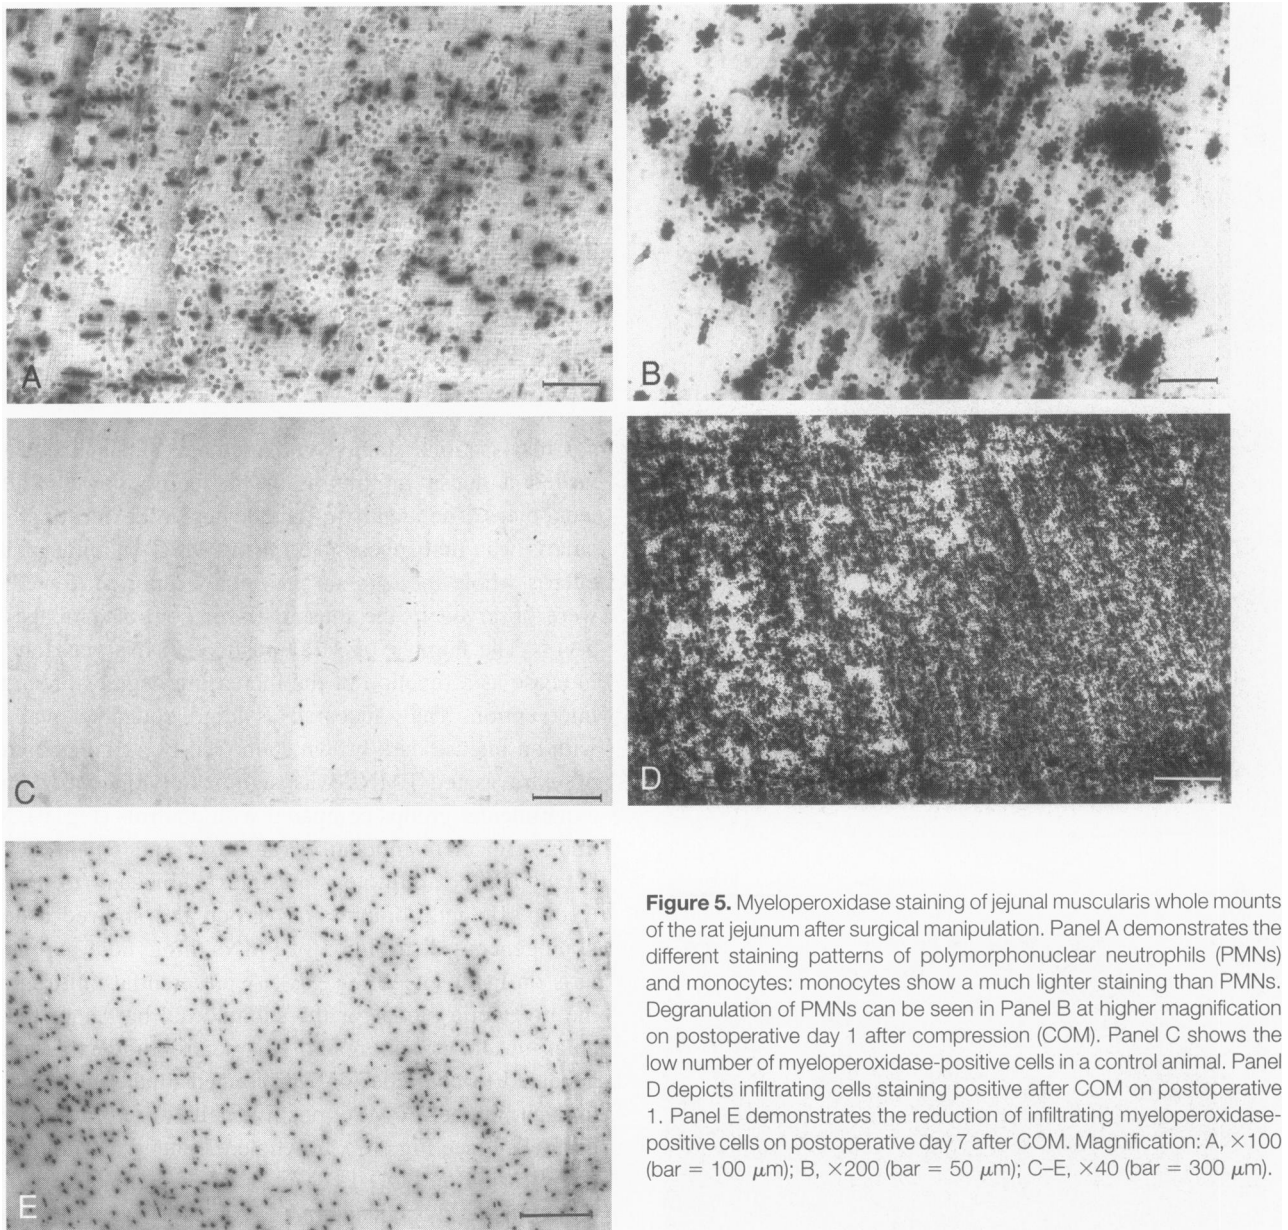 A
B
C
D
E
Figure 5. Myeloperoxidase staining of jejunal muscularis whole mounts
of the rat jejunum after surgical manipulation. Panel A demonstrates the
different staining patterns of polymorphonuclear neutrophils (PMNs)
and monocytes: monocytes show a much lighter staining than PMNs.
Degranulation of PMNs can be seen in Panel B at higher magnification
on postoperative day 1 after compression (COM). Panel C shows the
low number of myeloperoxidase-positive cells in a control animal. Panel
D depicts infiltrating cells staining positive after COM on postoperative
1. Panel E demonstrates the reduction of infiltrating myeloperoxidase-
positive cells on postoperative day 7 after COM. Magnification: A, ×100
(bar = 100 μm); B, ×200 (bar = 50 μm); C–E, ×40 (bar = 300 μm).